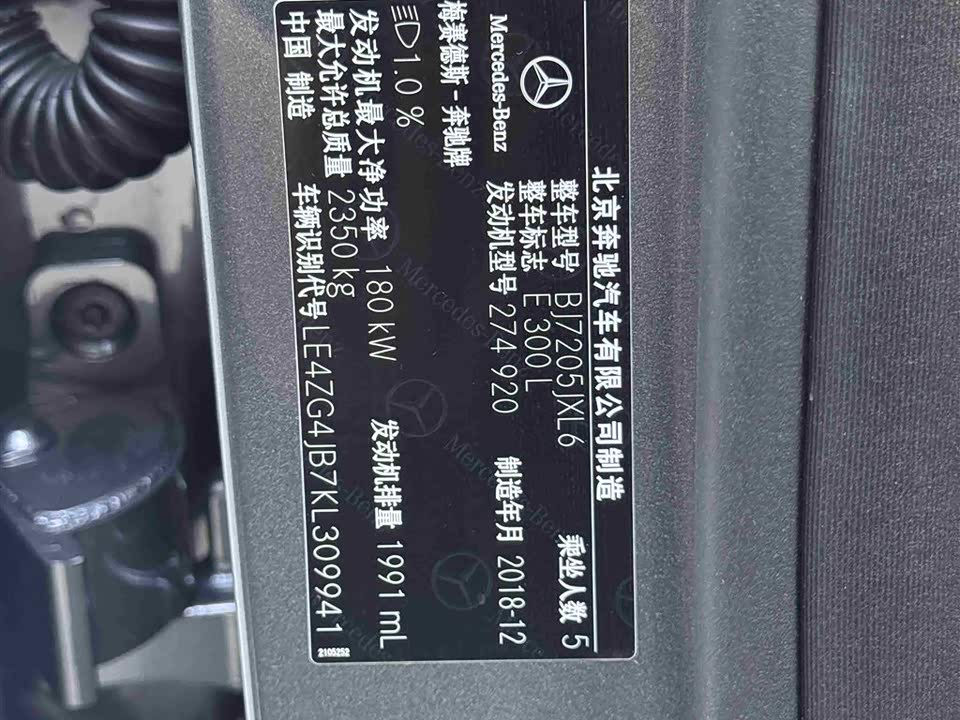 北京奔驰汽车有限公司制造
Mercedes-Benz
整车型号 BJ7205JXL6 乘坐人数 5
整车标志 E 300 L
发动机型号 274 920 制造年月 2018-12
梅赛德斯-奔驰牌
1.0 %
发动机最大净功率 180 kW 发动机排量 1991 mL
最大允许总质量 2350 kg
中国 制造 车辆识别代号 LE4ZG4JB7KL309941
2105252